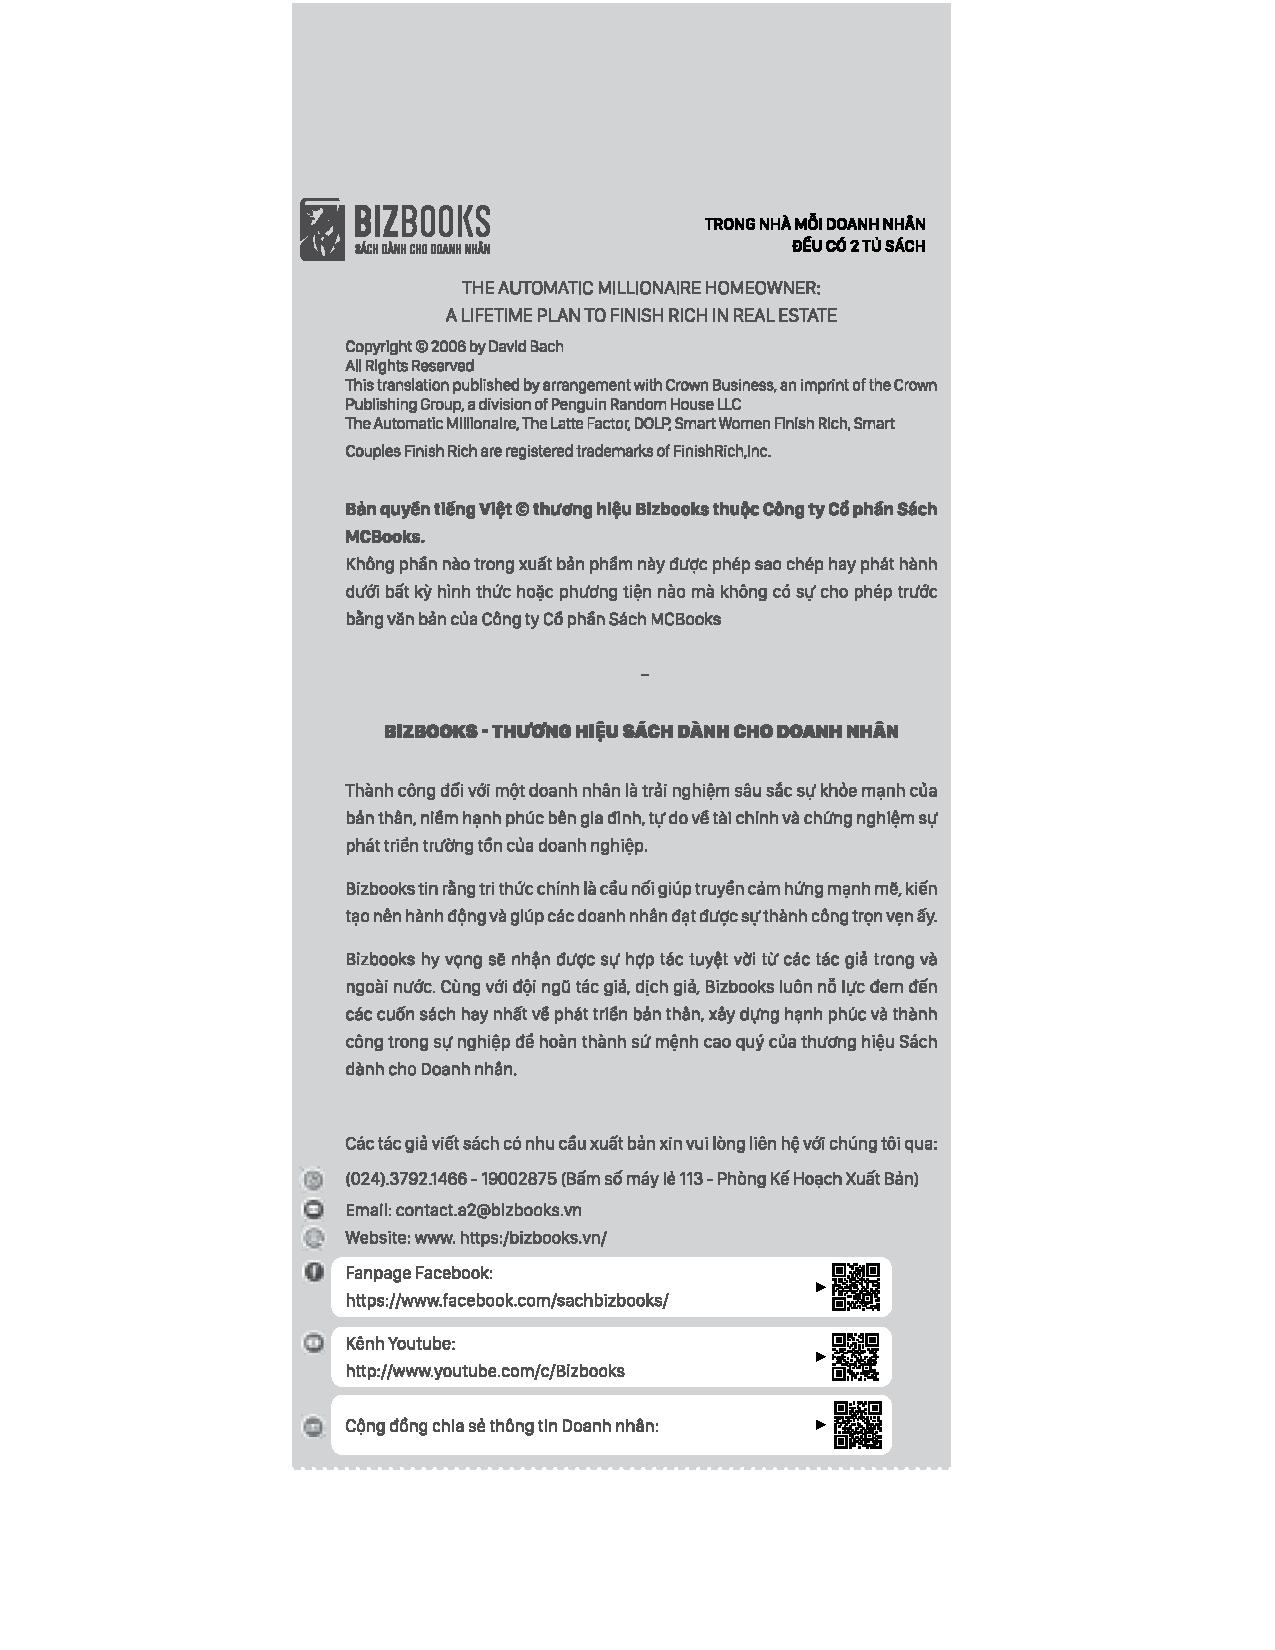 BIZBOOKS
SÁCH DÀNH CHO DOANH NHÂN
TRONG NHÀ MỖI DOANH NHÂN
ĐỀU CÓ 2 TỦ SÁCH
THE AUTOMATIC MILLIONAIRE HOMEOWNER:
A LIFETIME PLAN TO FINISH RICH IN REAL ESTATE
Copyright © 2006 by David Bach
All Rights Reserved
This translation published by arrangement with Crown Business, an imprint of the Crown
Publishing Group, a division of Penguin Random House LLC
The Automatic Millionaire, The Latte Factor, DOLP, Smart Women Finish Rich, Smart
Couples Finish Rich are registered trademarks of FinishRich,Inc.
Bản quyền tiếng Việt © thương hiệu Bizbooks thuộc Công ty Cổ phần Sách
MCBooks.
Không phần nào trong xuất bản phẩm này được phép sao chép hay phát hành
dưới bất kỳ hình thức hoặc phương tiện nào mà không có sự cho phép trước
bằng văn bản của Công ty Cổ phần Sách MCBooks
–
BIZBOOKS - THƯƠNG HIỆU SÁCH DÀNH CHO DOANH NHÂN
Thành công đối với một doanh nhân là trải nghiệm sâu sắc sự khỏe mạnh của
bản thân, niềm hạnh phúc bên gia đình, tự do về tài chính và chứng nghiệm sự
phát triển trường tồn của doanh nghiệp.
Bizbooks tin rằng tri thức chính là cầu nối giúp truyền cảm hứng mạnh mẽ, kiến
tạo nên hành động và giúp các doanh nhân đạt được sự thành công trọn vẹn ấy.
Bizbooks hy vọng sẽ nhận được sự hợp tác tuyệt vời từ các tác giả trong và
ngoài nước. Cùng với đội ngũ tác giả, dịch giả, Bizbooks luôn nỗ lực đem đến
các cuốn sách hay nhất về phát triển bản thân, xây dựng hạnh phúc và thành
công trong sự nghiệp để hoàn thành sứ mệnh cao quý của thương hiệu Sách
dành cho Doanh nhân.
Các tác giả viết sách có nhu cầu xuất bản xin vui lòng liên hệ với chúng tôi qua:
(024).3792.1466 - 19002875 (Bấm số máy lẻ 113 - Phòng Kế Hoạch Xuất Bản)
Email: contact.a2@bizbooks.vn
Website: www. https:/bizbooks.vn/
Fanpage Facebook:
https://www.facebook.com/sachbizbooks/
Kênh Youtube:
http://www.youtube.com/c/Bizbooks
Cộng đồng chia sẻ thông tin Doanh nhân: